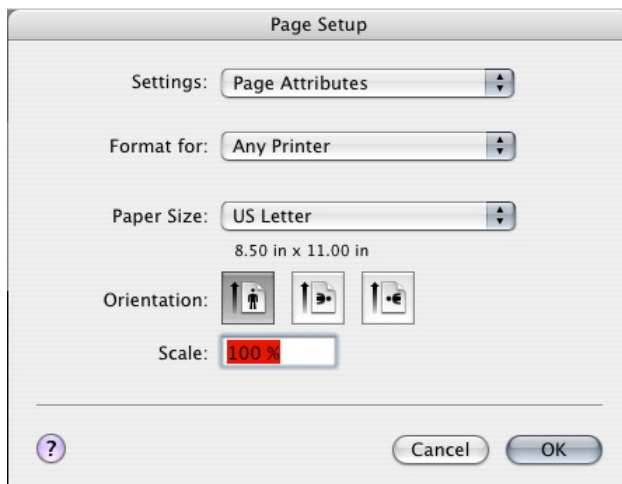 Page Setup
Settings: Page Attributes
Format for: Any Printer
Paper Size: US Letter
8.50 in x 11.00 in
Orientation:
Scale: 100 %
? Cancel OK